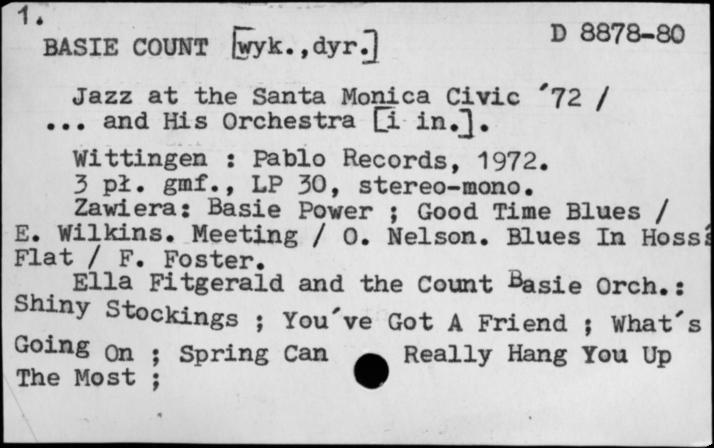 1.
BASIE COUNT [wyk.,dyr.] D 8878-80
Jazz at the Santa Monica Civic ´72 /
... and His Orchestra [i in.].
Wittingen : Pablo Records, 1972.
3 pł. gmf., LP 30, stereo-mono.
Zawiera: Basie Power ; Good Time Blues /
E. Wilkins. Meeting / O. Nelson. Blues In Hoss´s
Flat / F. Foster.
Ella Fitgerald and the Count Basie Orch.:
Shiny Stockings ; You´ve Got A Friend ; What´s
Going On ; Spring Can Really Hang You Up
The Most ;